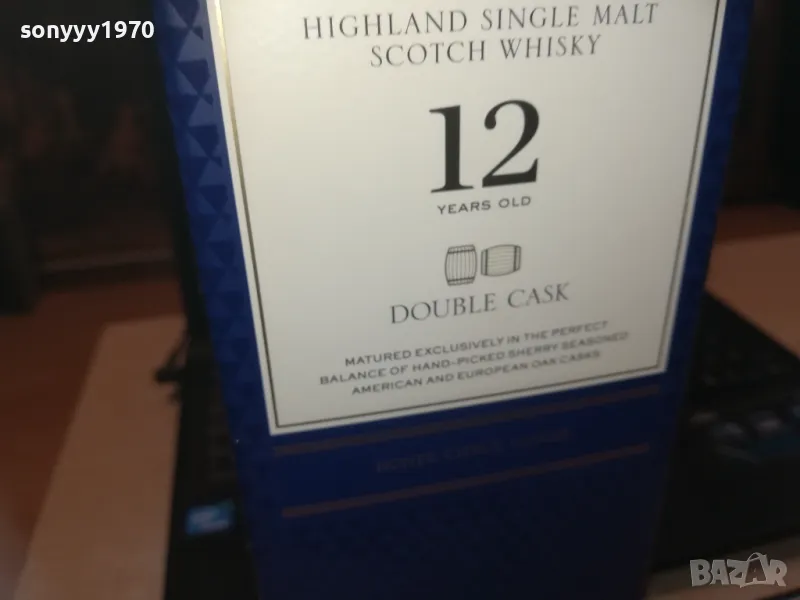 sonyyy1970
HIGHLAND SINGLE MALT
SCOTCH WHISKY
12
YEARS OLD
DOUBLE CASK
MATURED EXCLUSIVELY IN THE PERFECT
BALANCE OF HAND-PICKED SHERRY SEASONED
AMERICAN AND EUROPEAN OAK CASKS
BAZAR